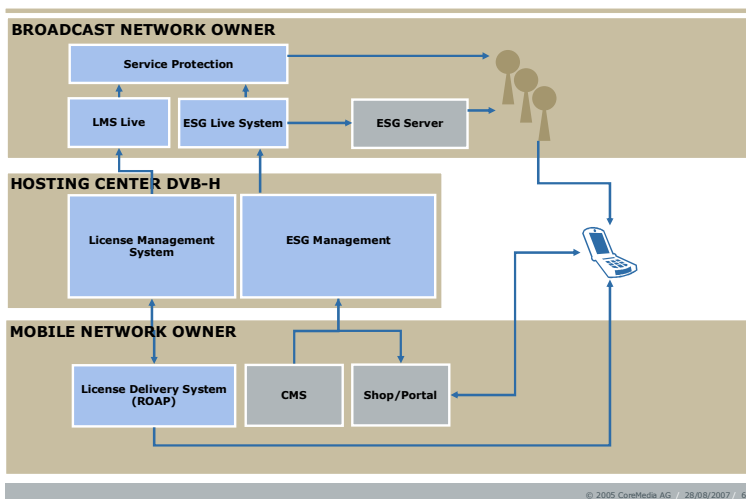 BROADCAST NETWORK OWNER
Service Protection
LMS Live
ESG Live System
ESG Server
HOSTING CENTER DVB-H
License Management
System
ESG Management
MOBILE NETWORK OWNER
License Delivery System
(ROAP)
CMS
Shop/Portal
© 2005 CoreMedia AG / 28/08/2007 / 6